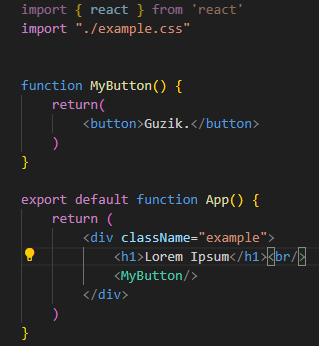 import { react } from 'react'
import "./example.css"
function MyButton() {
return(
<button>Guzik.</button>
)
}
export default function App() {
return (
<div className="example">
<h1>Lorem Ipsum</h1><br/>
<MyButton/>
</div>
)
}